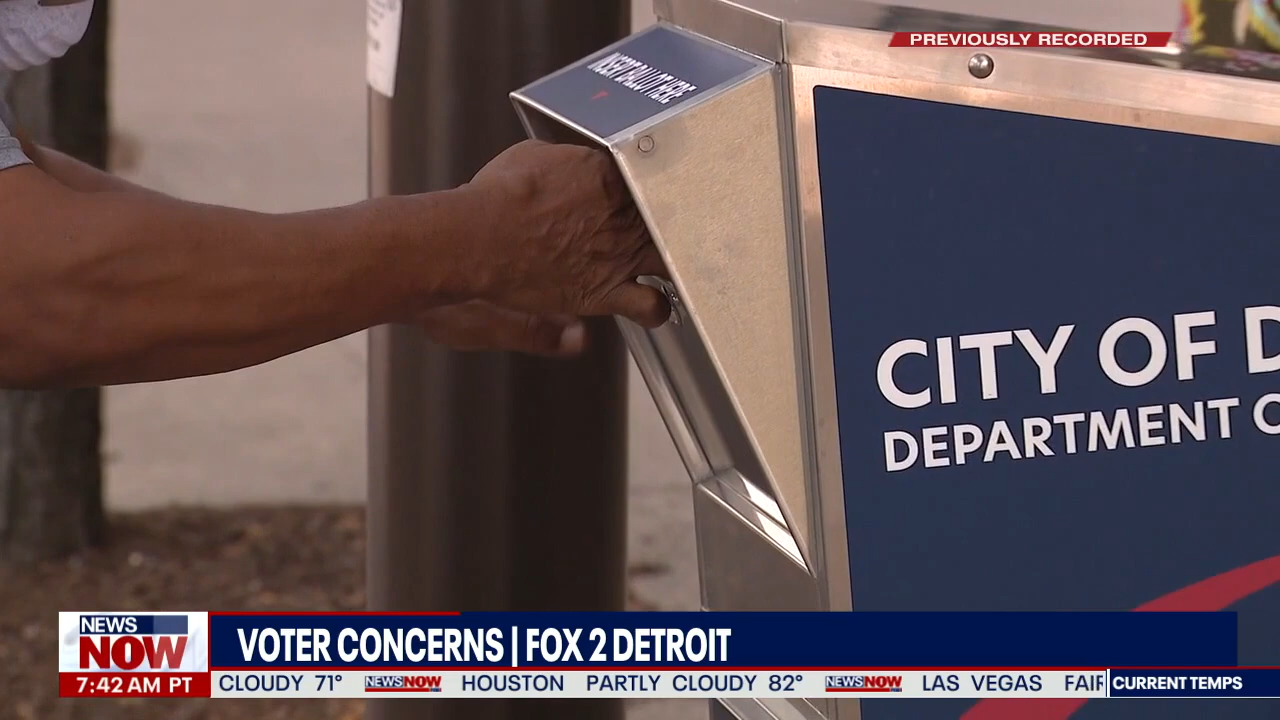 PREVIOUSLY RECORDED
INSERT BALLOT HERE
CITY OF D
DEPARTMENT O
NEWS
NOW
VOTER CONCERNS | FOX 2 DETROIT
7:42 AM PT
CLOUDY 71° NEWSNOW HOUSTON PARTLY CLOUDY 82° NEWSNOW LAS VEGAS FAIR
CURRENT TEMPS